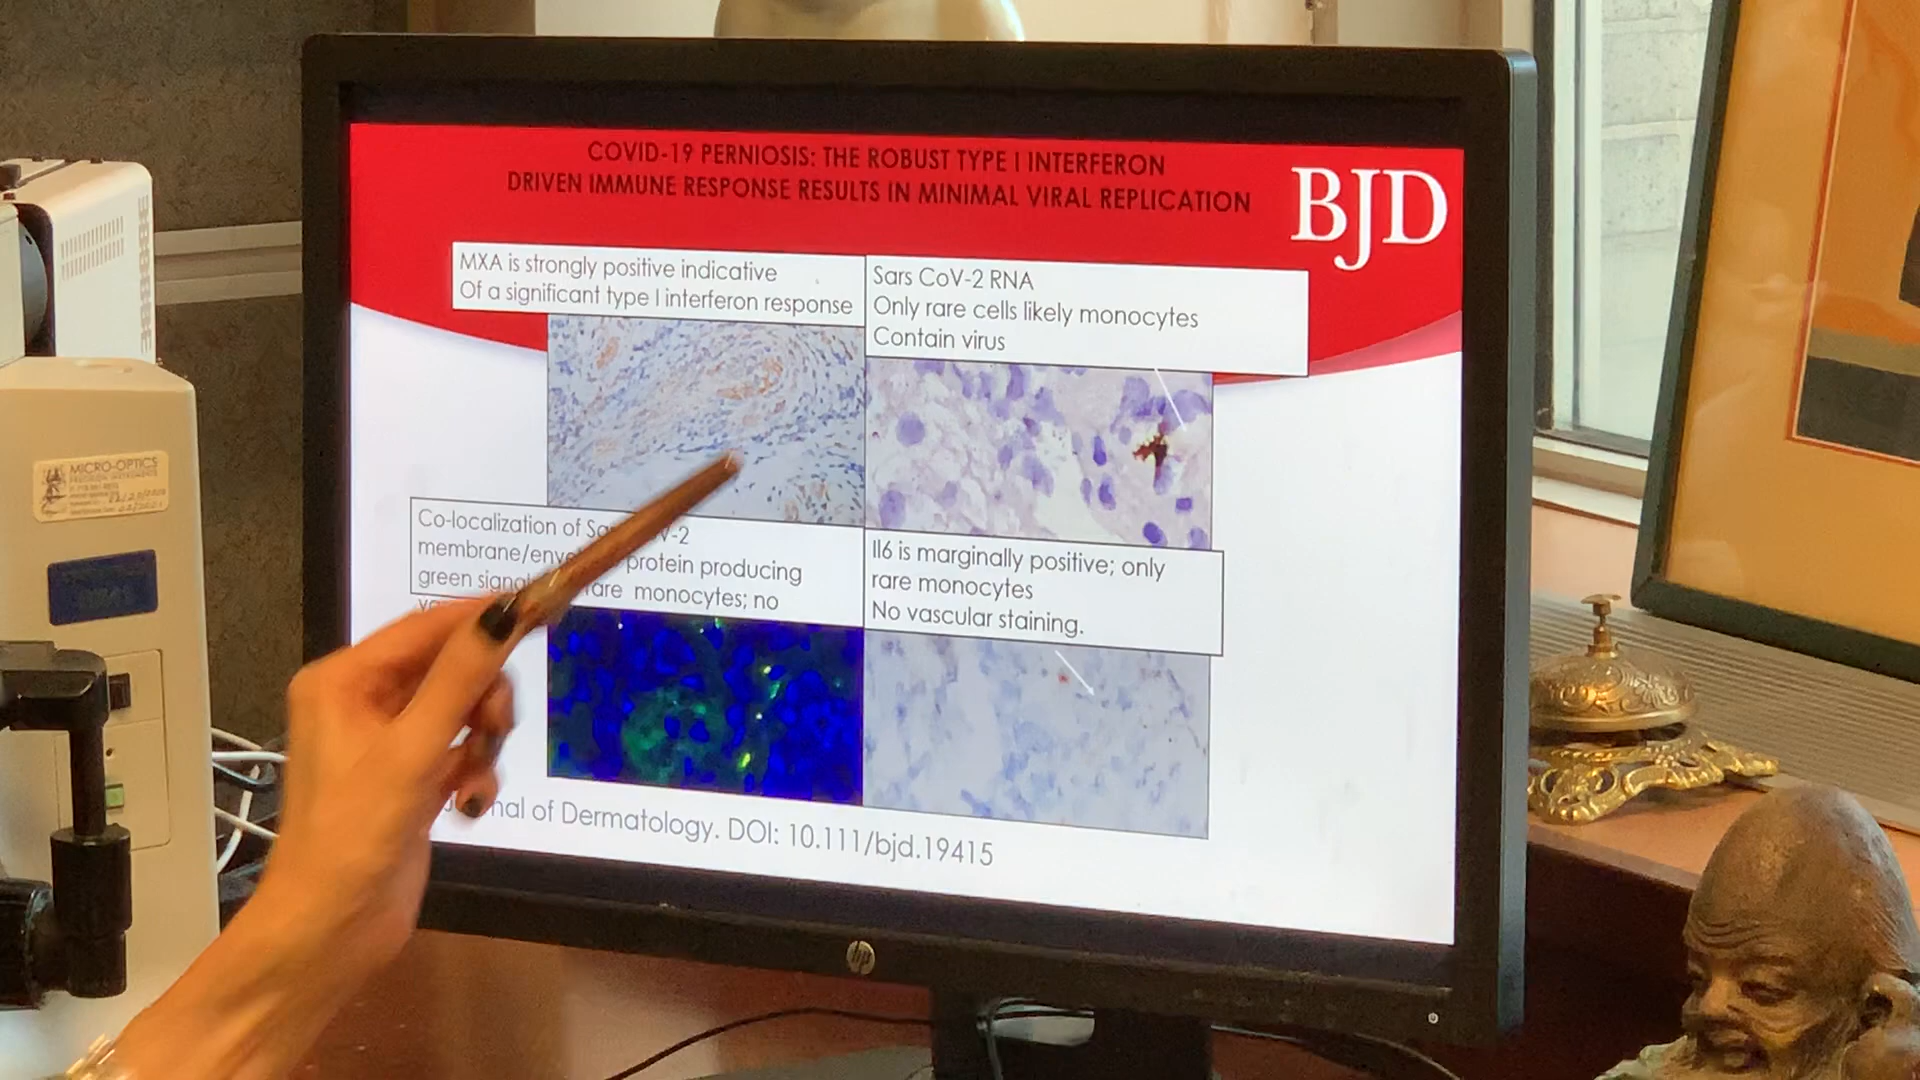 COVID-19 PERNIOSIS: THE ROBUST TYPE I INTERFERON
DRIVEN IMMUNE RESPONSE RESULTS IN MINIMAL VIRAL REPLICATION
BJD
MXA is strongly positive indicative
Of a significant type I interferon response
Sars CoV-2 RNA
Only rare cells likely monocytes
Contain virus
Co-localization of
membrane/ protein producing
green rare monocytes; no
Il6 is marginally positive; only
rare monocytes
No vascular staining.
of Dermatology. DOI: 10.111/bjd.19415
MICRO-OPTICS
PRECISION INSTRUMENTS
hp